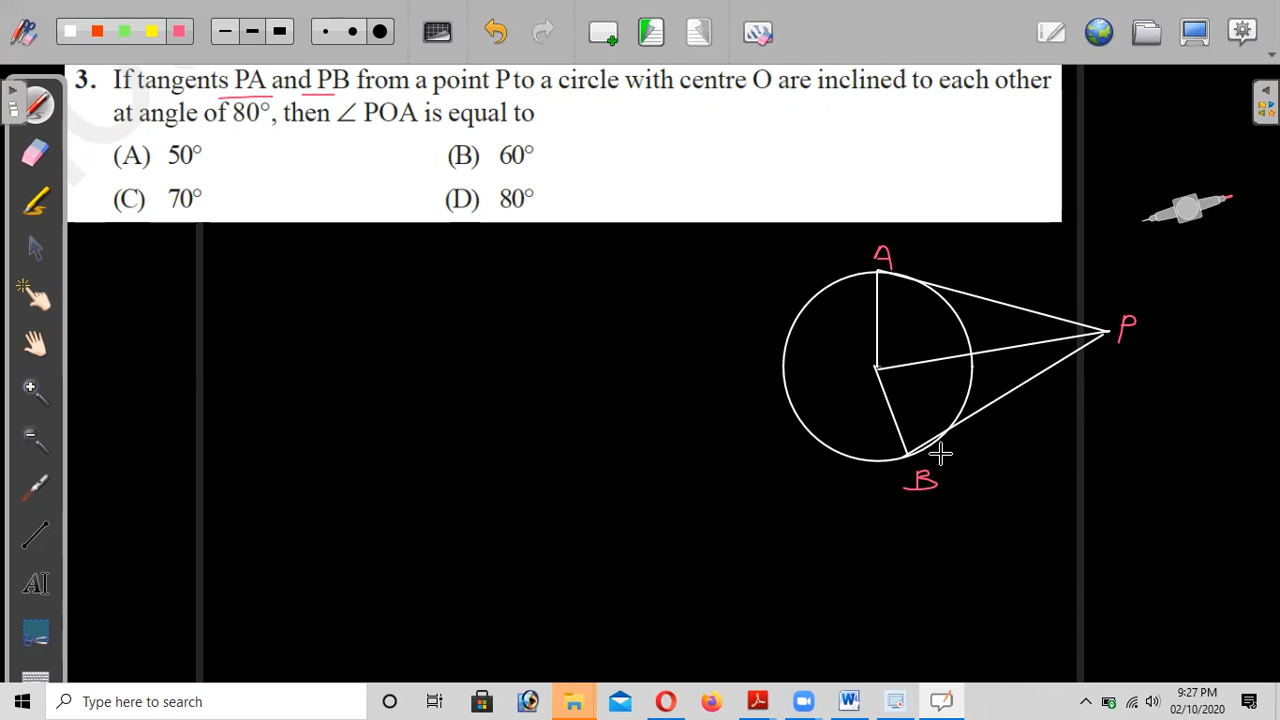 3. If tangents PA and PB from a point P to a circle with centre O are inclined to each other
at angle of 80°, then ∠ POA is equal to
(A) 50° (B) 60°
(C) 70° (D) 80°
A
P
B
AI
Type here to search
9:27 PM
02/10/2020